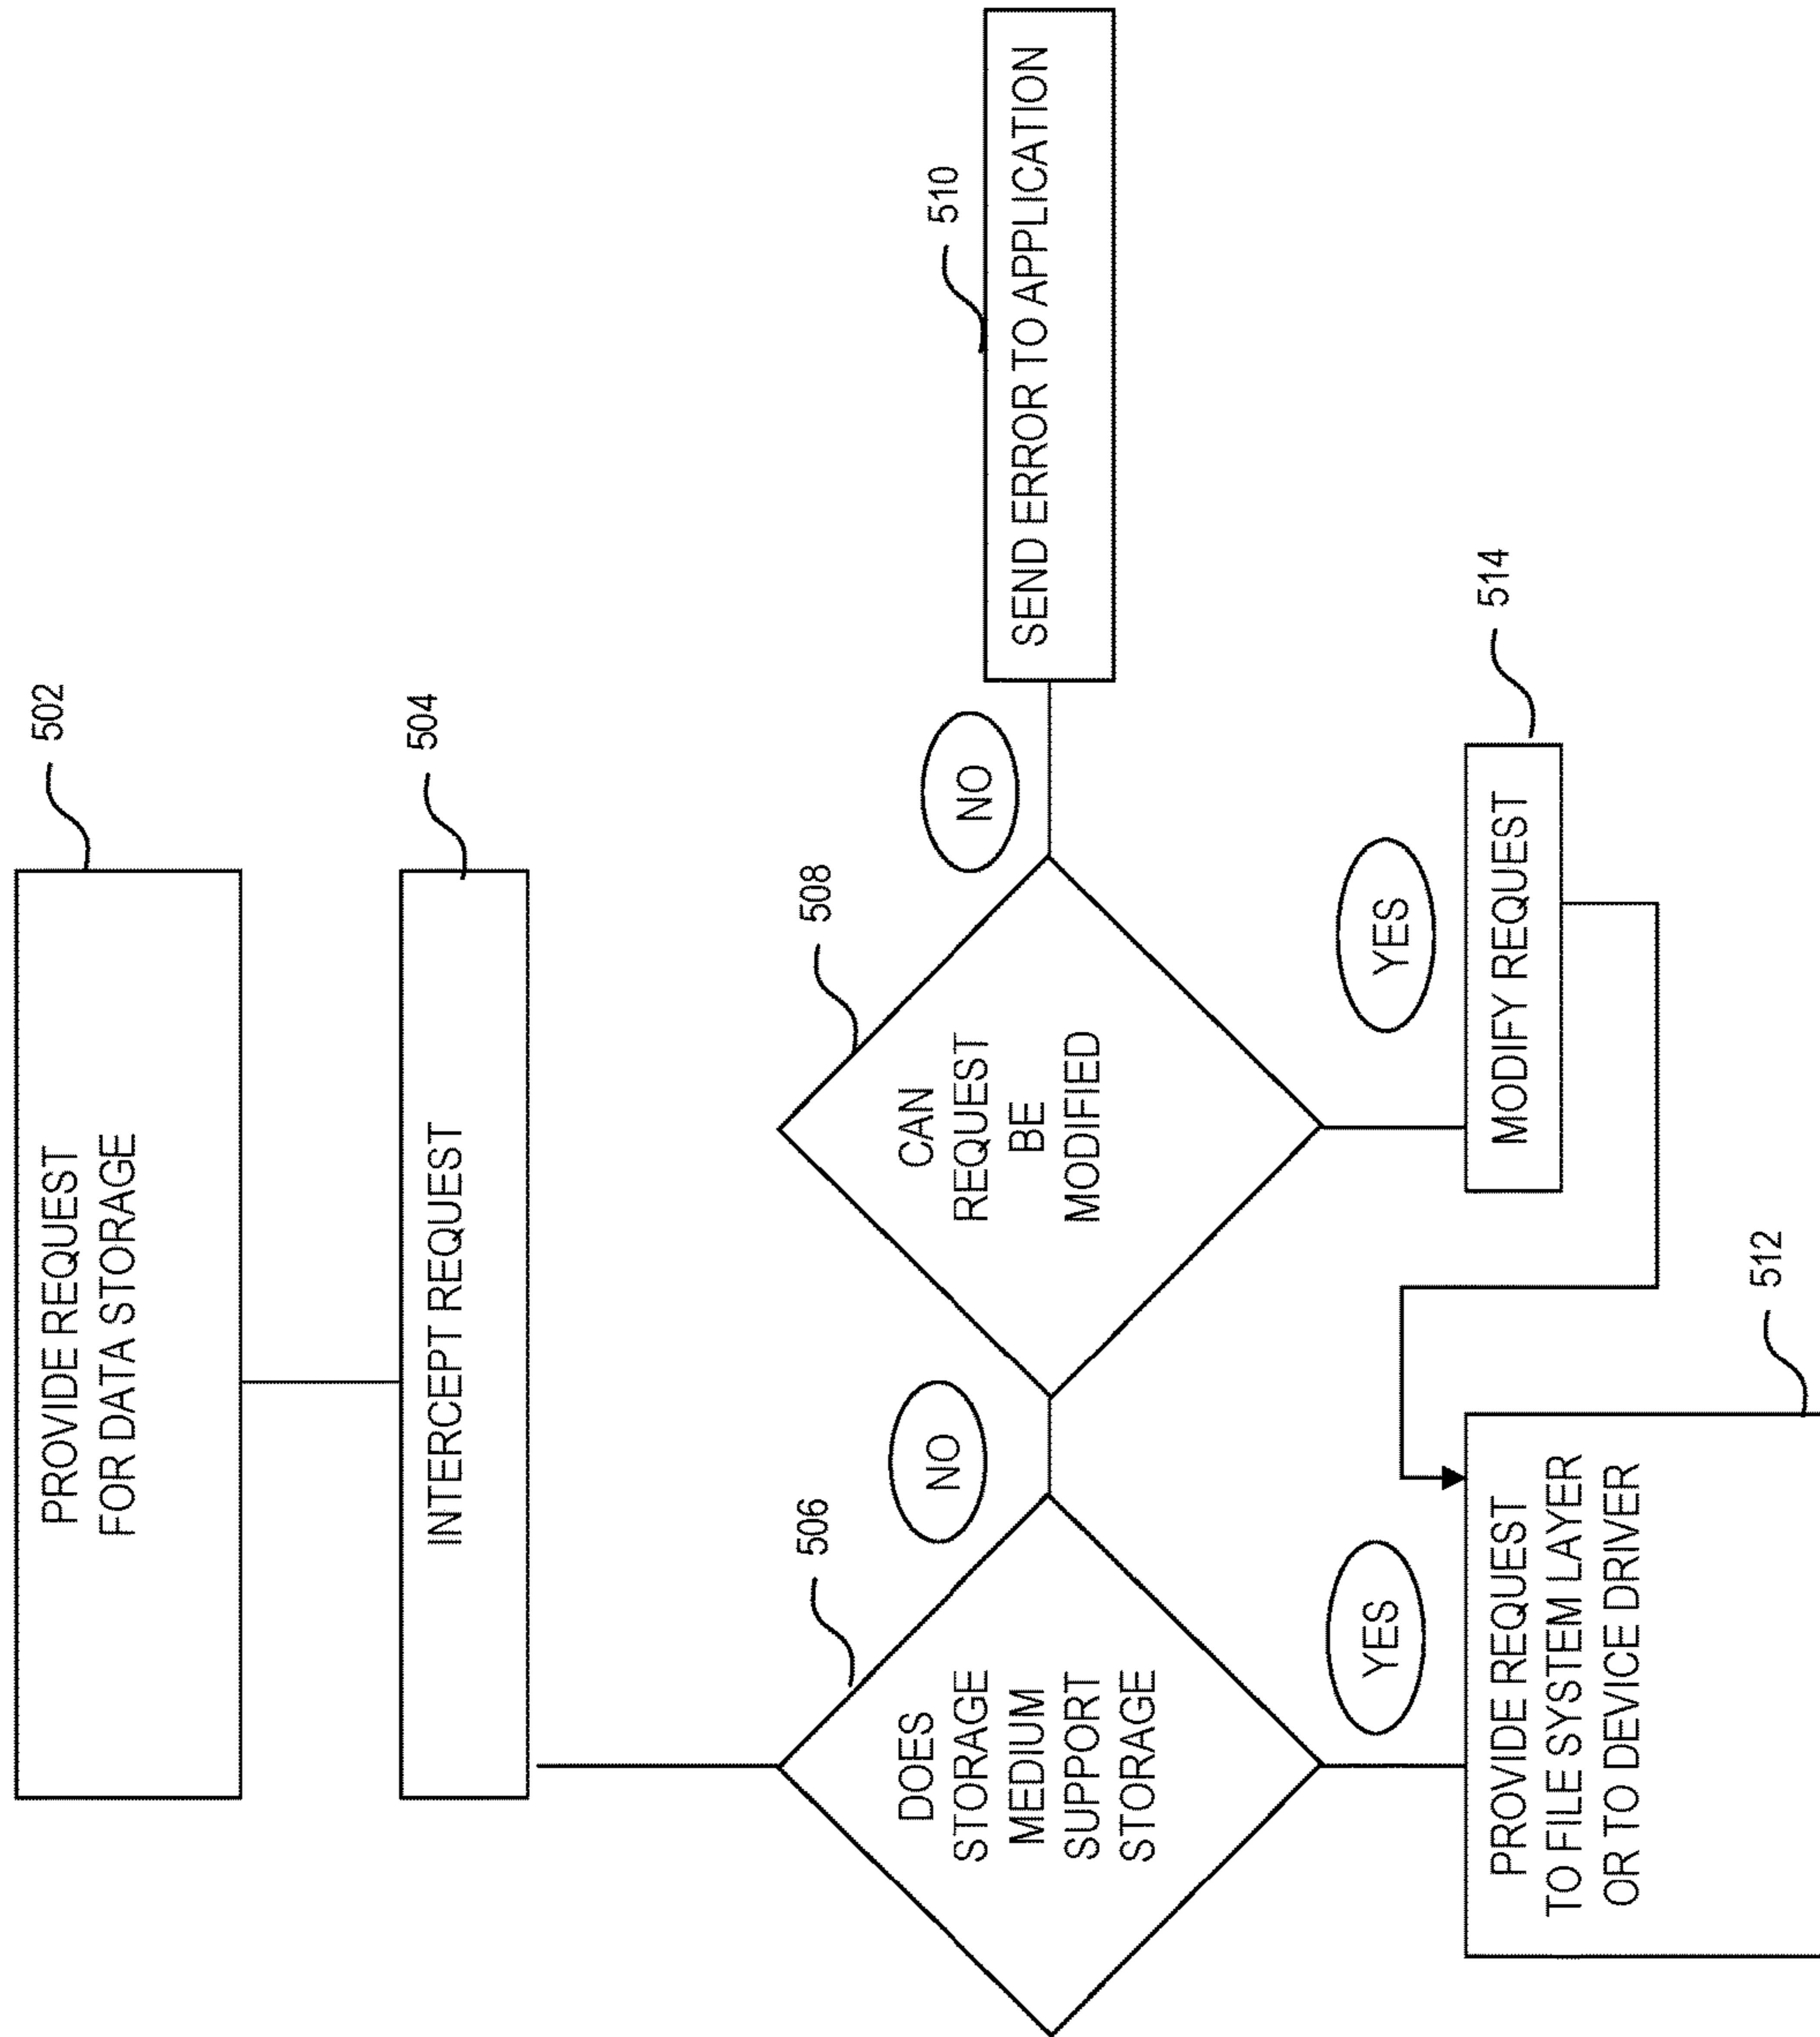 502
PROVIDE REQUEST
FOR DATA STORAGE
504
INTERCEPT REQUEST
506
DOES
STORAGE
MEDIUM
SUPPORT
STORAGE
NO
508
CAN
REQUEST
BE
MODIFIED
NO
510
SEND ERROR TO APPLICATION
YES
YES
512
PROVIDE REQUEST
TO FILE SYSTEM LAYER
OR TO DEVICE DRIVER
514
MODIFY REQUEST